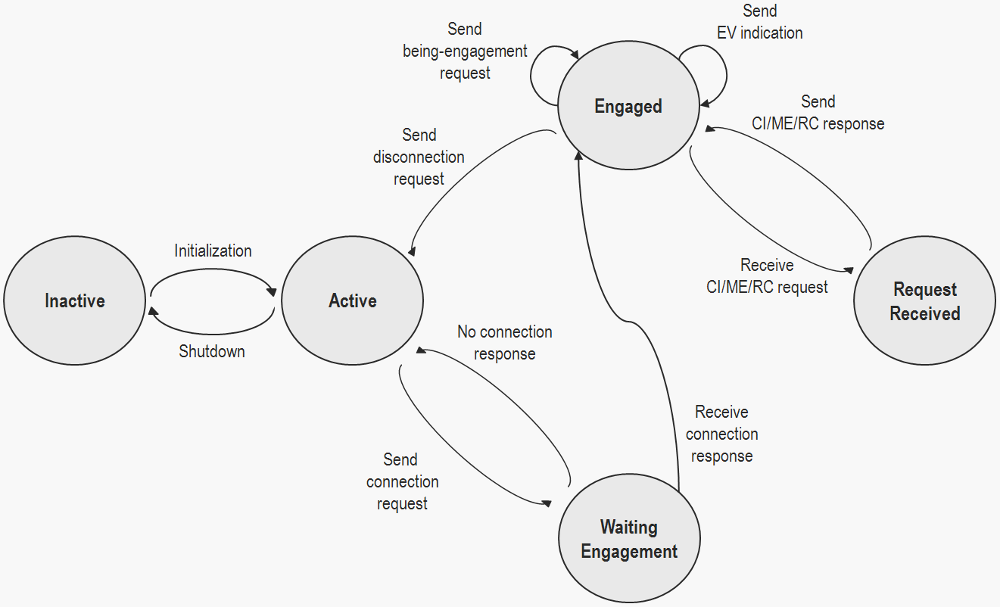 Send
EV indication
Send
being-engagement
request
Engaged
Send
CI/ME/RC response
Send
disconnection
request
Initialization
Receive
CI/ME/RC request
Inactive
Active
Request
Received
Shutdown
No connection
response
Receive
connection
response
Send
connection
request
Waiting
Engagement